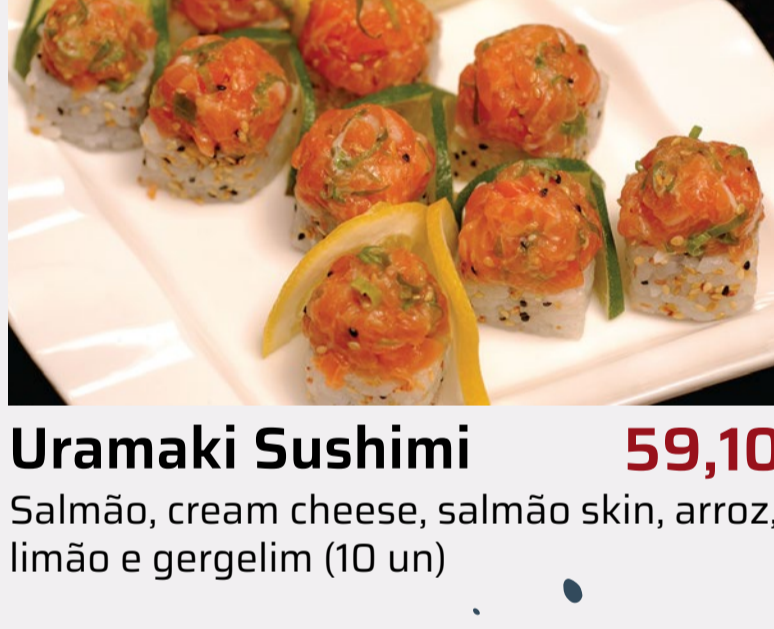 Uramaki Sushimi 59,10
Salmão, cream cheese, salmão skin, arroz,
limão e gergelim (10 un)